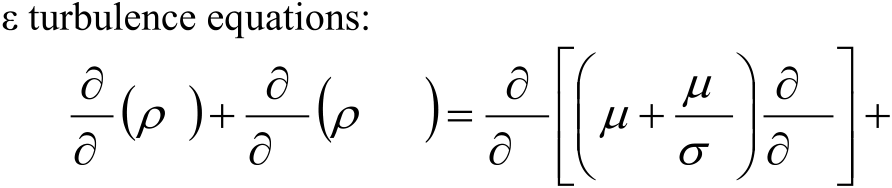 ε turbulence equations:
∂/∂ (ρ ) + ∂/∂ (ρ ) = ∂/∂ [(μ + μ/σ ) ∂/∂ ] +